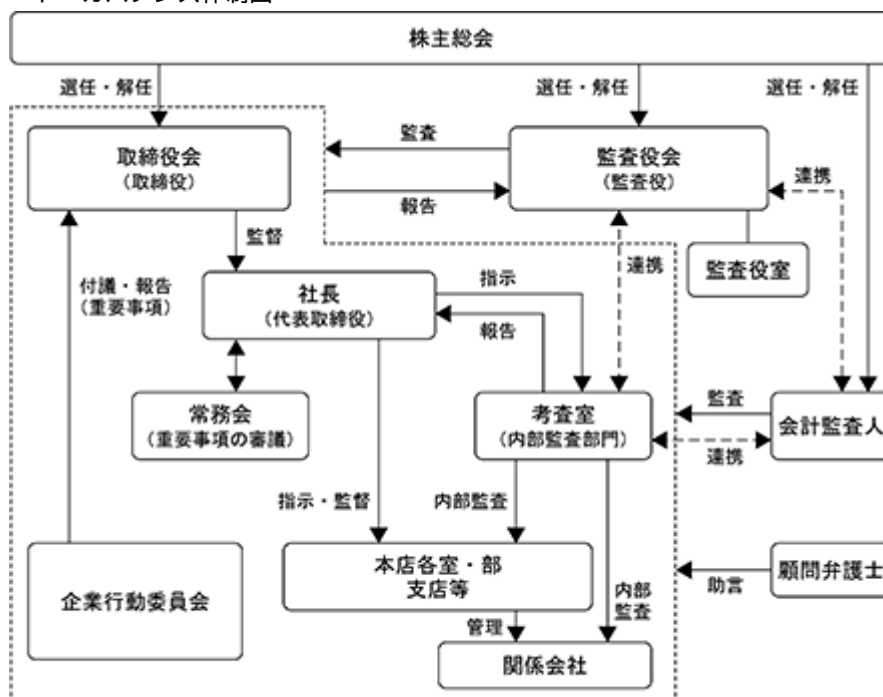 株主総会
選任・解任
選任・解任
選任・解任
取締役会
(取締役)
監査
報告
監査役会
(監査役)
連携
監査役室
監督
付議・報告
(重要事項)
社長
(代表取締役)
指示
報告
連携
常務会
(重要事項の審議)
考査室
(内部監査部門)
監査
連携
会計監査人
指示・監督
内部監査
内部
監査
本店各室・部
支店等
企業行動委員会
管理
関係会社
助言
顧問弁護士